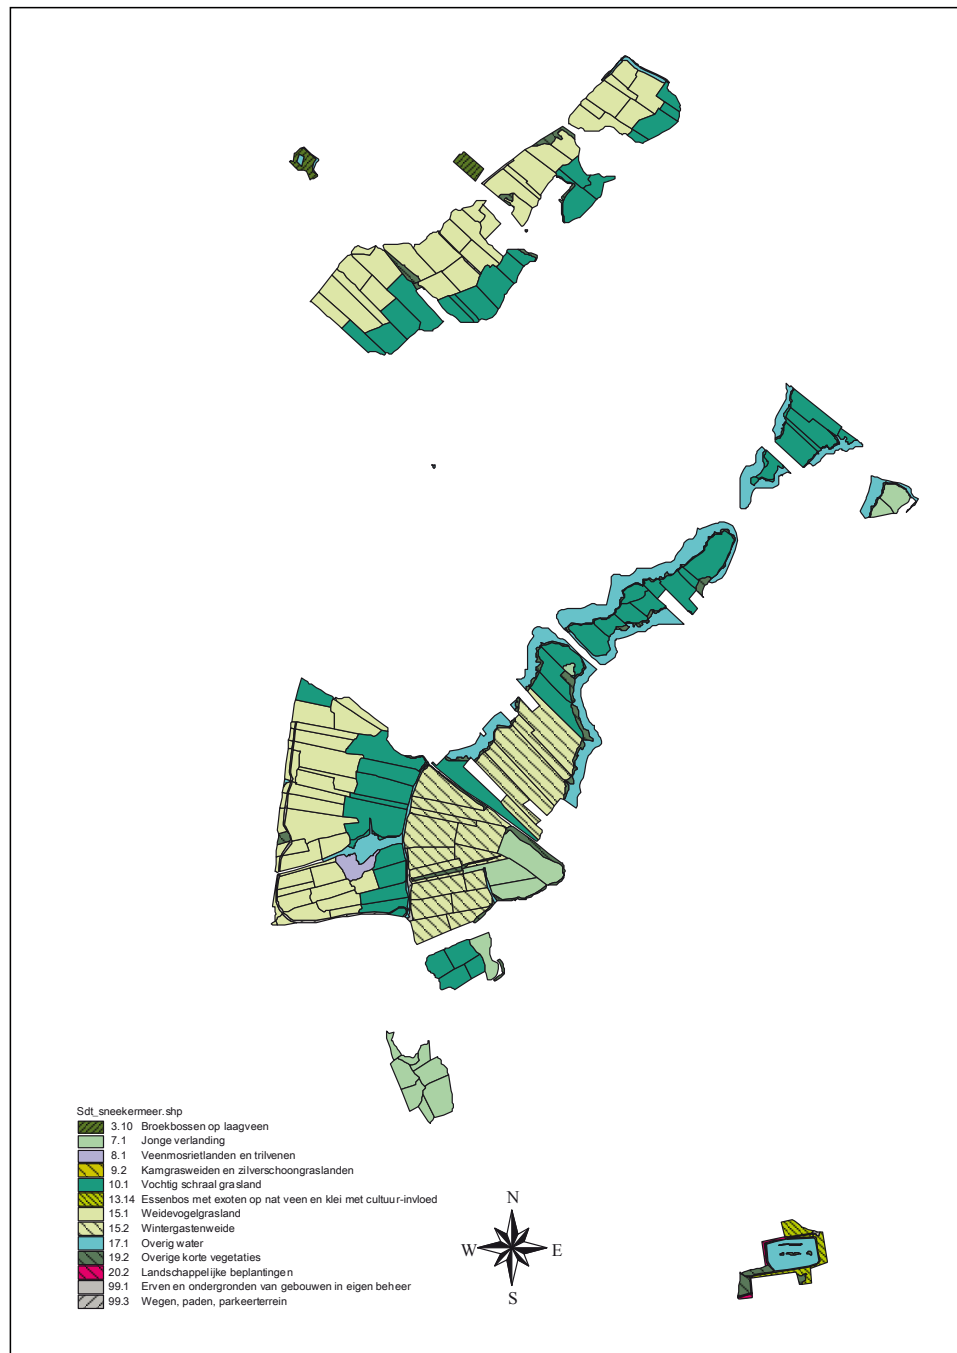 Sdt_sneekermeer.shp
3.10 Broekbossen op laagveen
7.1 Jonge verlanding
8.1 Veenmosrietlanden en trilvenen
9.2 Kamgrasweiden en zilverschoongraslanden
10.1 Vochtig schraal grasland
13.14 Essenbos met exoten op nat veen en klei met cultuur-invloed
15.1 Weidevogelgrasland
15.2 Wintergastenweide
17.1 Overig water
19.2 Overige korte vegetaties
20.2 Landschappelijke beplantingen
99.1 Erven en ondergronden van gebouwen in eigen beheer
99.3 Wegen, paden, parkeerterrein
N
W E
S